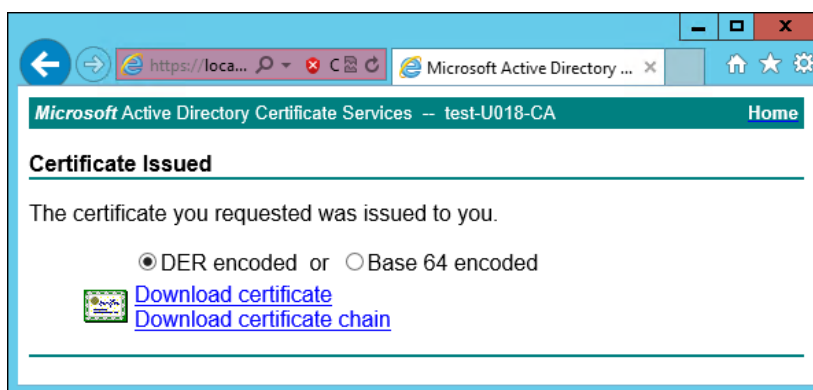 https://loca... C
Microsoft Active Directory ...
Microsoft Active Directory Certificate Services -- test-U018-CA Home
Certificate Issued
The certificate you requested was issued to you.
DER encoded or Base 64 encoded
Download certificate
Download certificate chain